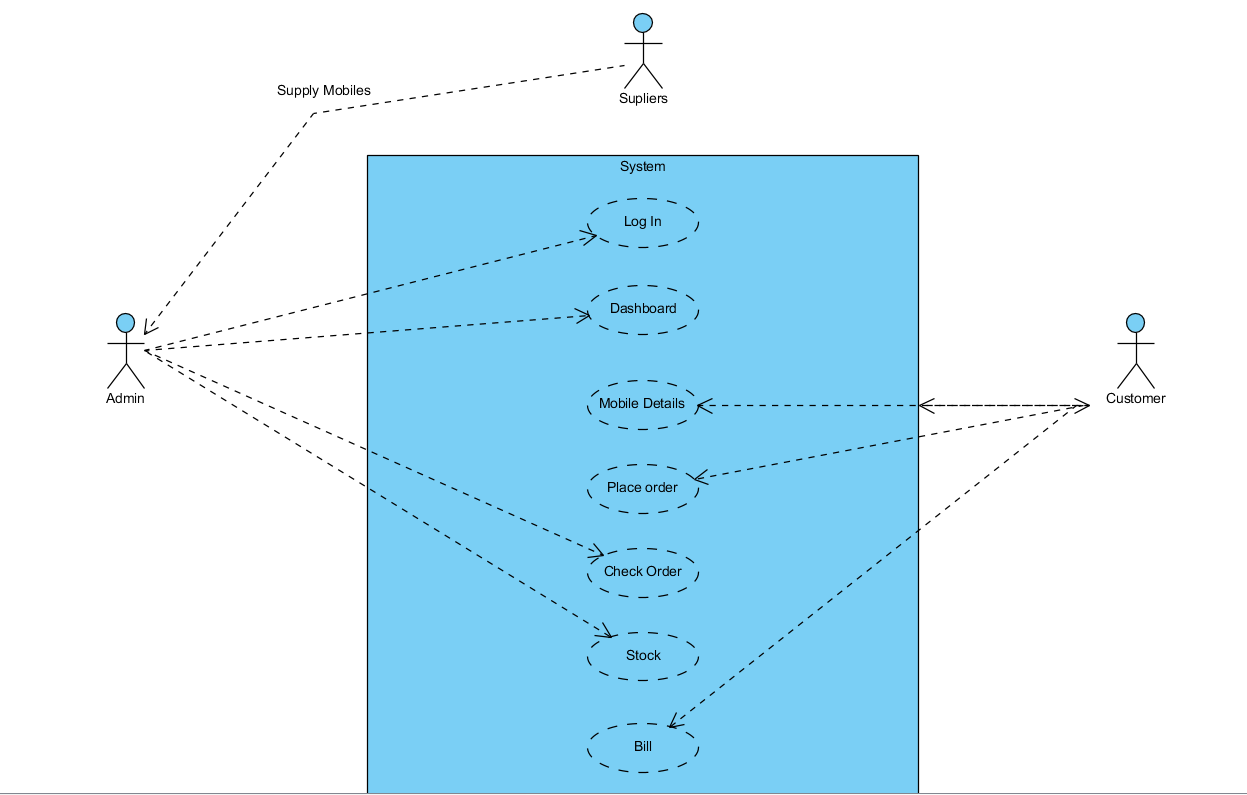 Supply Mobiles
Supliers
System
Log In
Dashboard
Admin
Mobile Details
Customer
Place order
Check Order
Stock
Bill